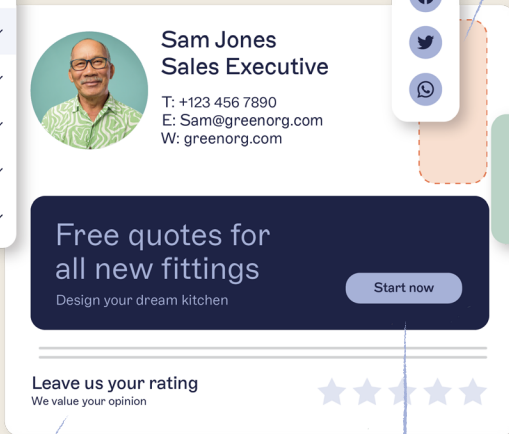 Sam Jones
Sales Executive
T: +123 456 7890
E: Sam@greenorg.com
W: greenorg.com
Free quotes for
all new fittings
Design your dream kitchen
Start now
Leave us your rating
We value your opinion